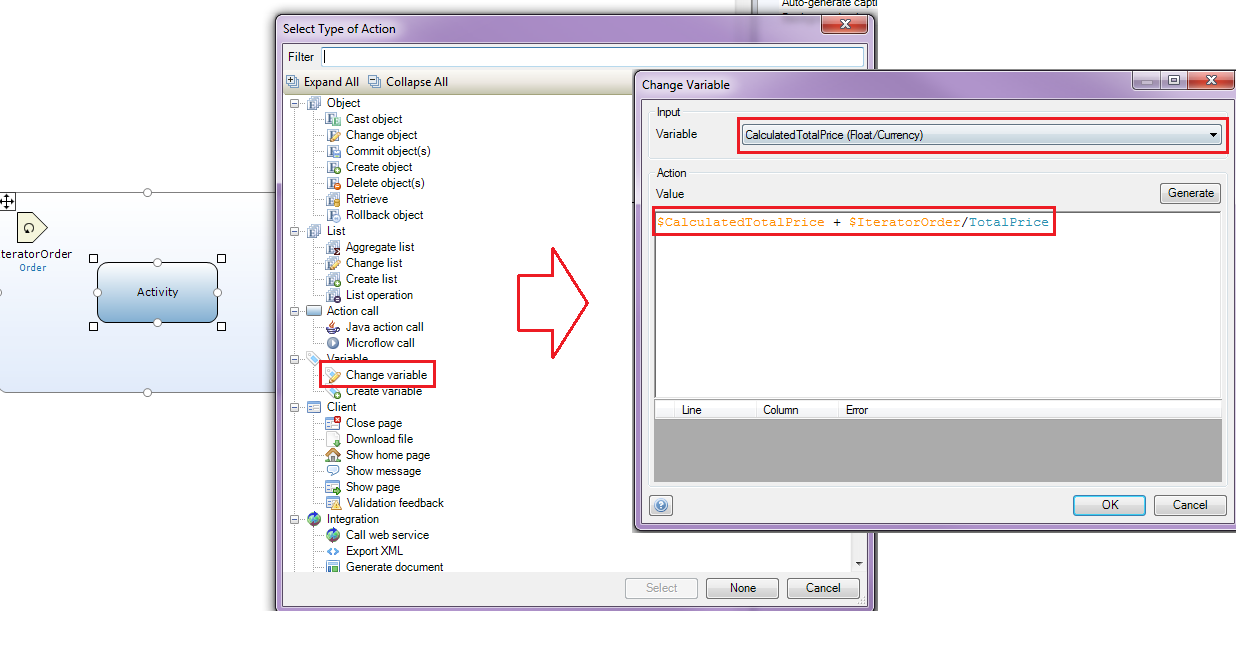 Auto-generate capti
Select Type of Action
Filter
Expand All Collapse All
Object
Cast object
Change object
Commit object(s)
Create object
Delete object(s)
Retrieve
Rollback object
List
Aggregate list
Change list
Create list
List operation
Action call
Java action call
Microflow call
Variable
Change variable
Create variable
Client
Close page
Download file
Show home page
Show message
Show page
Validation feedback
Integration
Call web service
Export XML
Generate document
Select None Cancel
teratorOrder
Order
Activity
Change Variable
Input
Variable CalculatedTotalPrice (Float/Currency)
Action
Value Generate
$CalculatedTotalPrice + $IteratorOrder/TotalPrice
Line Column Error
OK Cancel